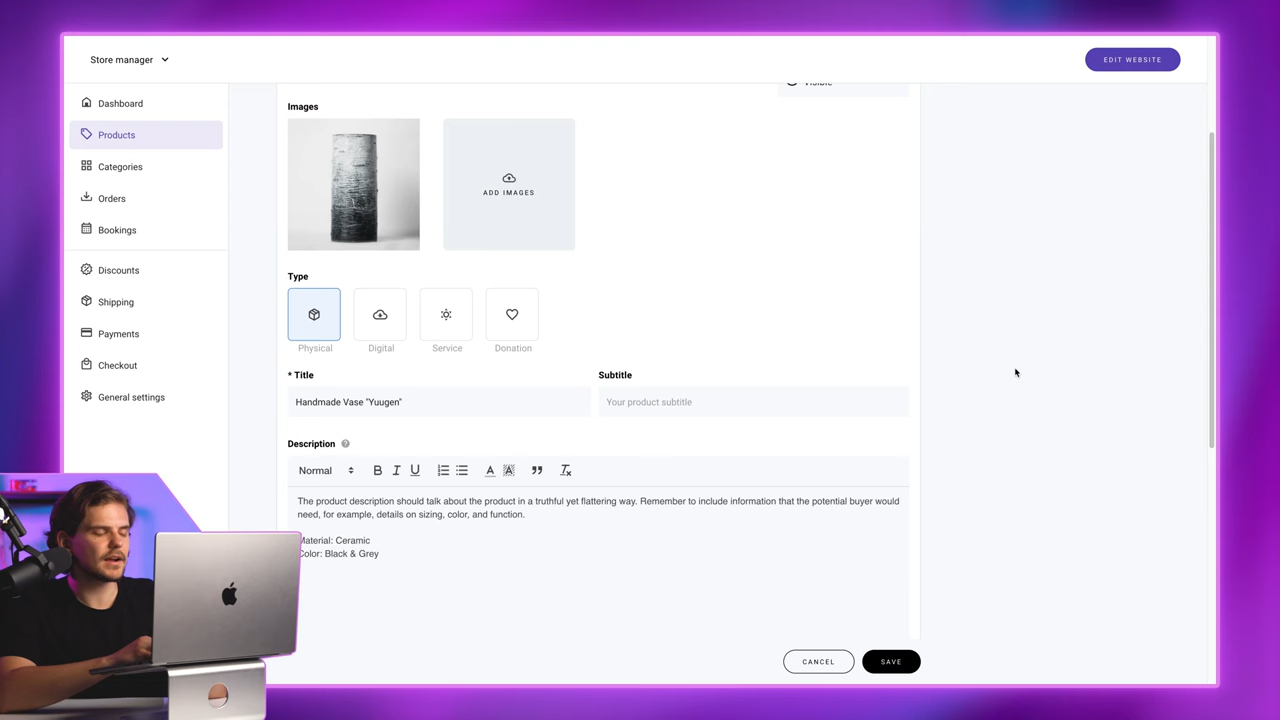 Store manager
EDIT WEBSITE
Dashboard
Products
Categories
Orders
Bookings
Discounts
Shipping
Payments
Checkout
General settings
Visible
Images
ADD IMAGES
Type
Physical
Digital
Service
Donation
* Title
Subtitle
Handmade Vase "Yuugen"
Your product subtitle
Description
Normal
The product description should talk about the product in a truthful yet flattering way. Remember to include information that the potential buyer would
need, for example, details on sizing, color, and function.
Material: Ceramic
Color: Black & Grey
CANCEL
SAVE